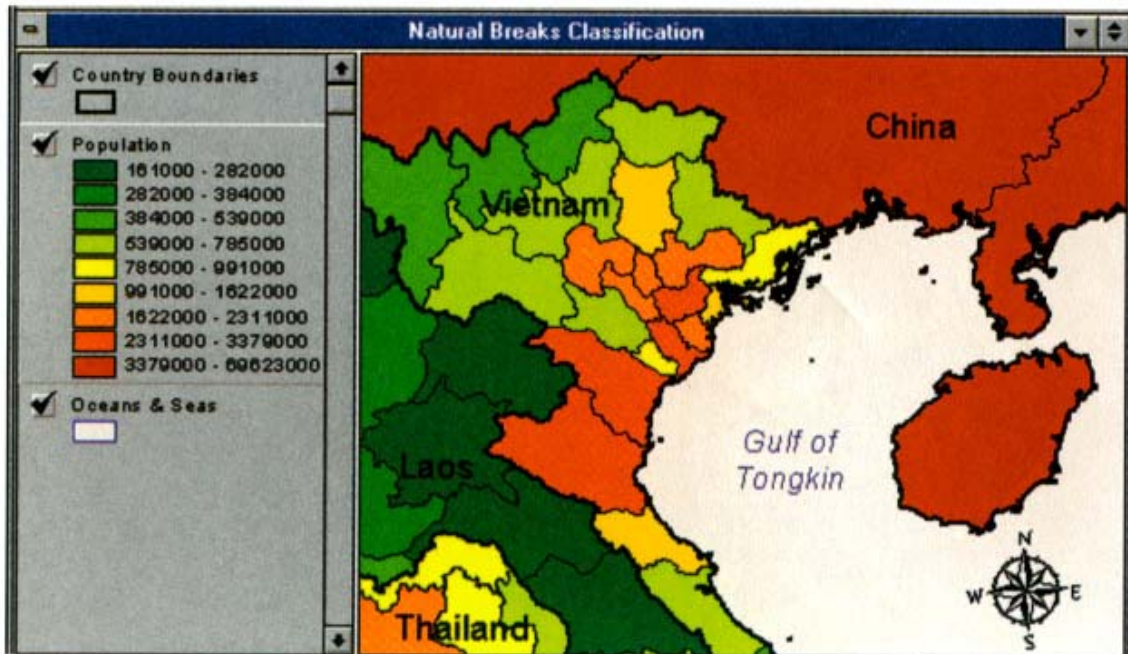 Natural Breaks Classification
Country Boundaries
Population
161000 - 282000
282000 - 384000
384000 - 539000
539000 - 785000
785000 - 991000
991000 - 1622000
1622000 - 2311000
2311000 - 3379000
3379000 - 69623000
Oceans & Seas
China
Vietnam
Laos
Gulf of
Tongkin
Thailand
N
W E
S